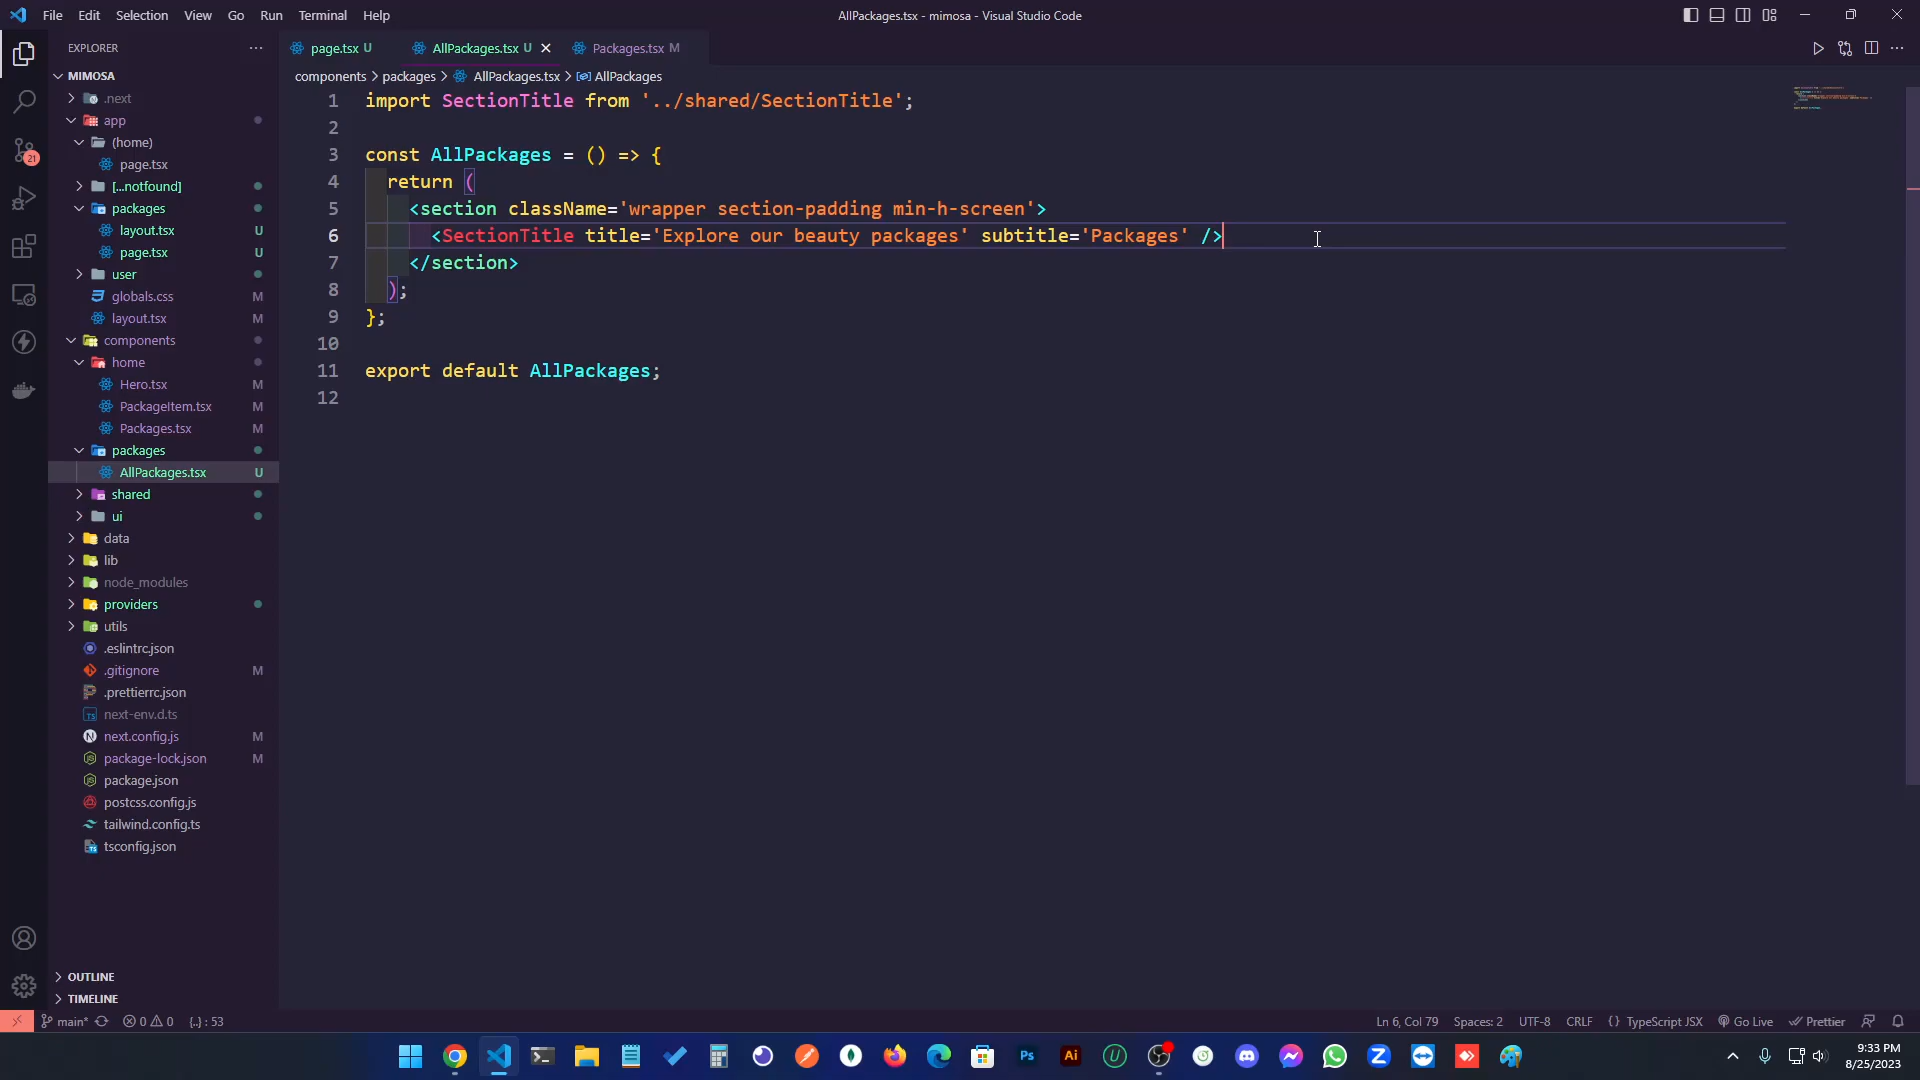 File Edit Selection View Go Run Terminal Help
AllPackages.tsx - mimosa - Visual Studio Code
EXPLORER
MIMOSA
.next
app
(home)
page.tsx
[...notfound]
packages
layout.tsx U
page.tsx U
user
globals.css M
layout.tsx M
components
home
Hero.tsx M
PackageItem.tsx M
Packages.tsx M
packages
AllPackages.tsx U
shared
ui
data
lib
node_modules
providers
utils
.eslintrc.json
.gitignore M
.prettierrc.json
next-env.d.ts
next.config.js M
package-lock.json M
package.json
postcss.config.js
tailwind.config.ts
tsconfig.json
OUTLINE
TIMELINE
21
page.tsx U
AllPackages.tsx U
Packages.tsx M
components > packages > AllPackages.tsx > AllPackages
1 import SectionTitle from '../shared/SectionTitle';
2
3 const AllPackages = () => {
4 return (
5 <section className='wrapper section-padding min-h-screen'>
6 <SectionTitle title='Explore our beauty packages' subtitle='Packages' />
7 </section>
8 );
9 };
10
11 export default AllPackages;
12
main* 0 0 {..} : 53
Ln 6, Col 79 Spaces: 2 UTF-8 CRLF {} TypeScript JSX Go Live Prettier
Ps
Ai
9:33 PM
8/25/2023